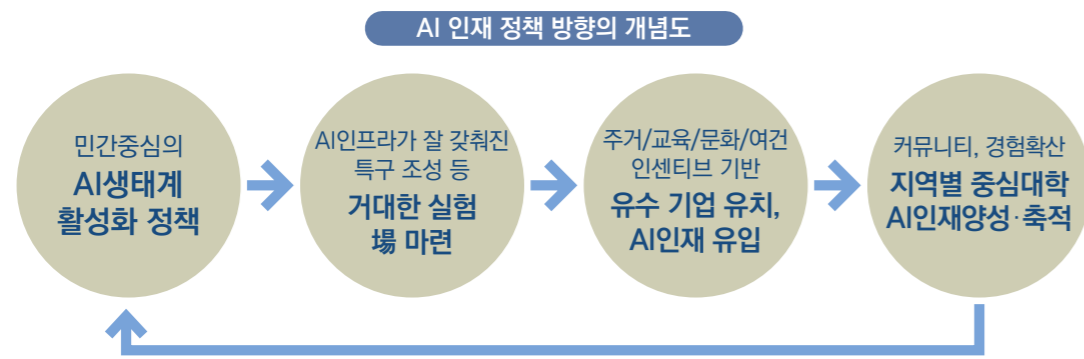 AI 인재 정책 방향의 개념도
민간중심의
AI생태계
활성화 정책
AI인프라가 잘 갖춰진
특구 조성 등
거대한 실험
場 마련
주거/교육/문화/여건
인센티브 기반
유수 기업 유치,
AI인재 유입
커뮤니티, 경험확산
지역별 중심대학
AI인재양성·축적